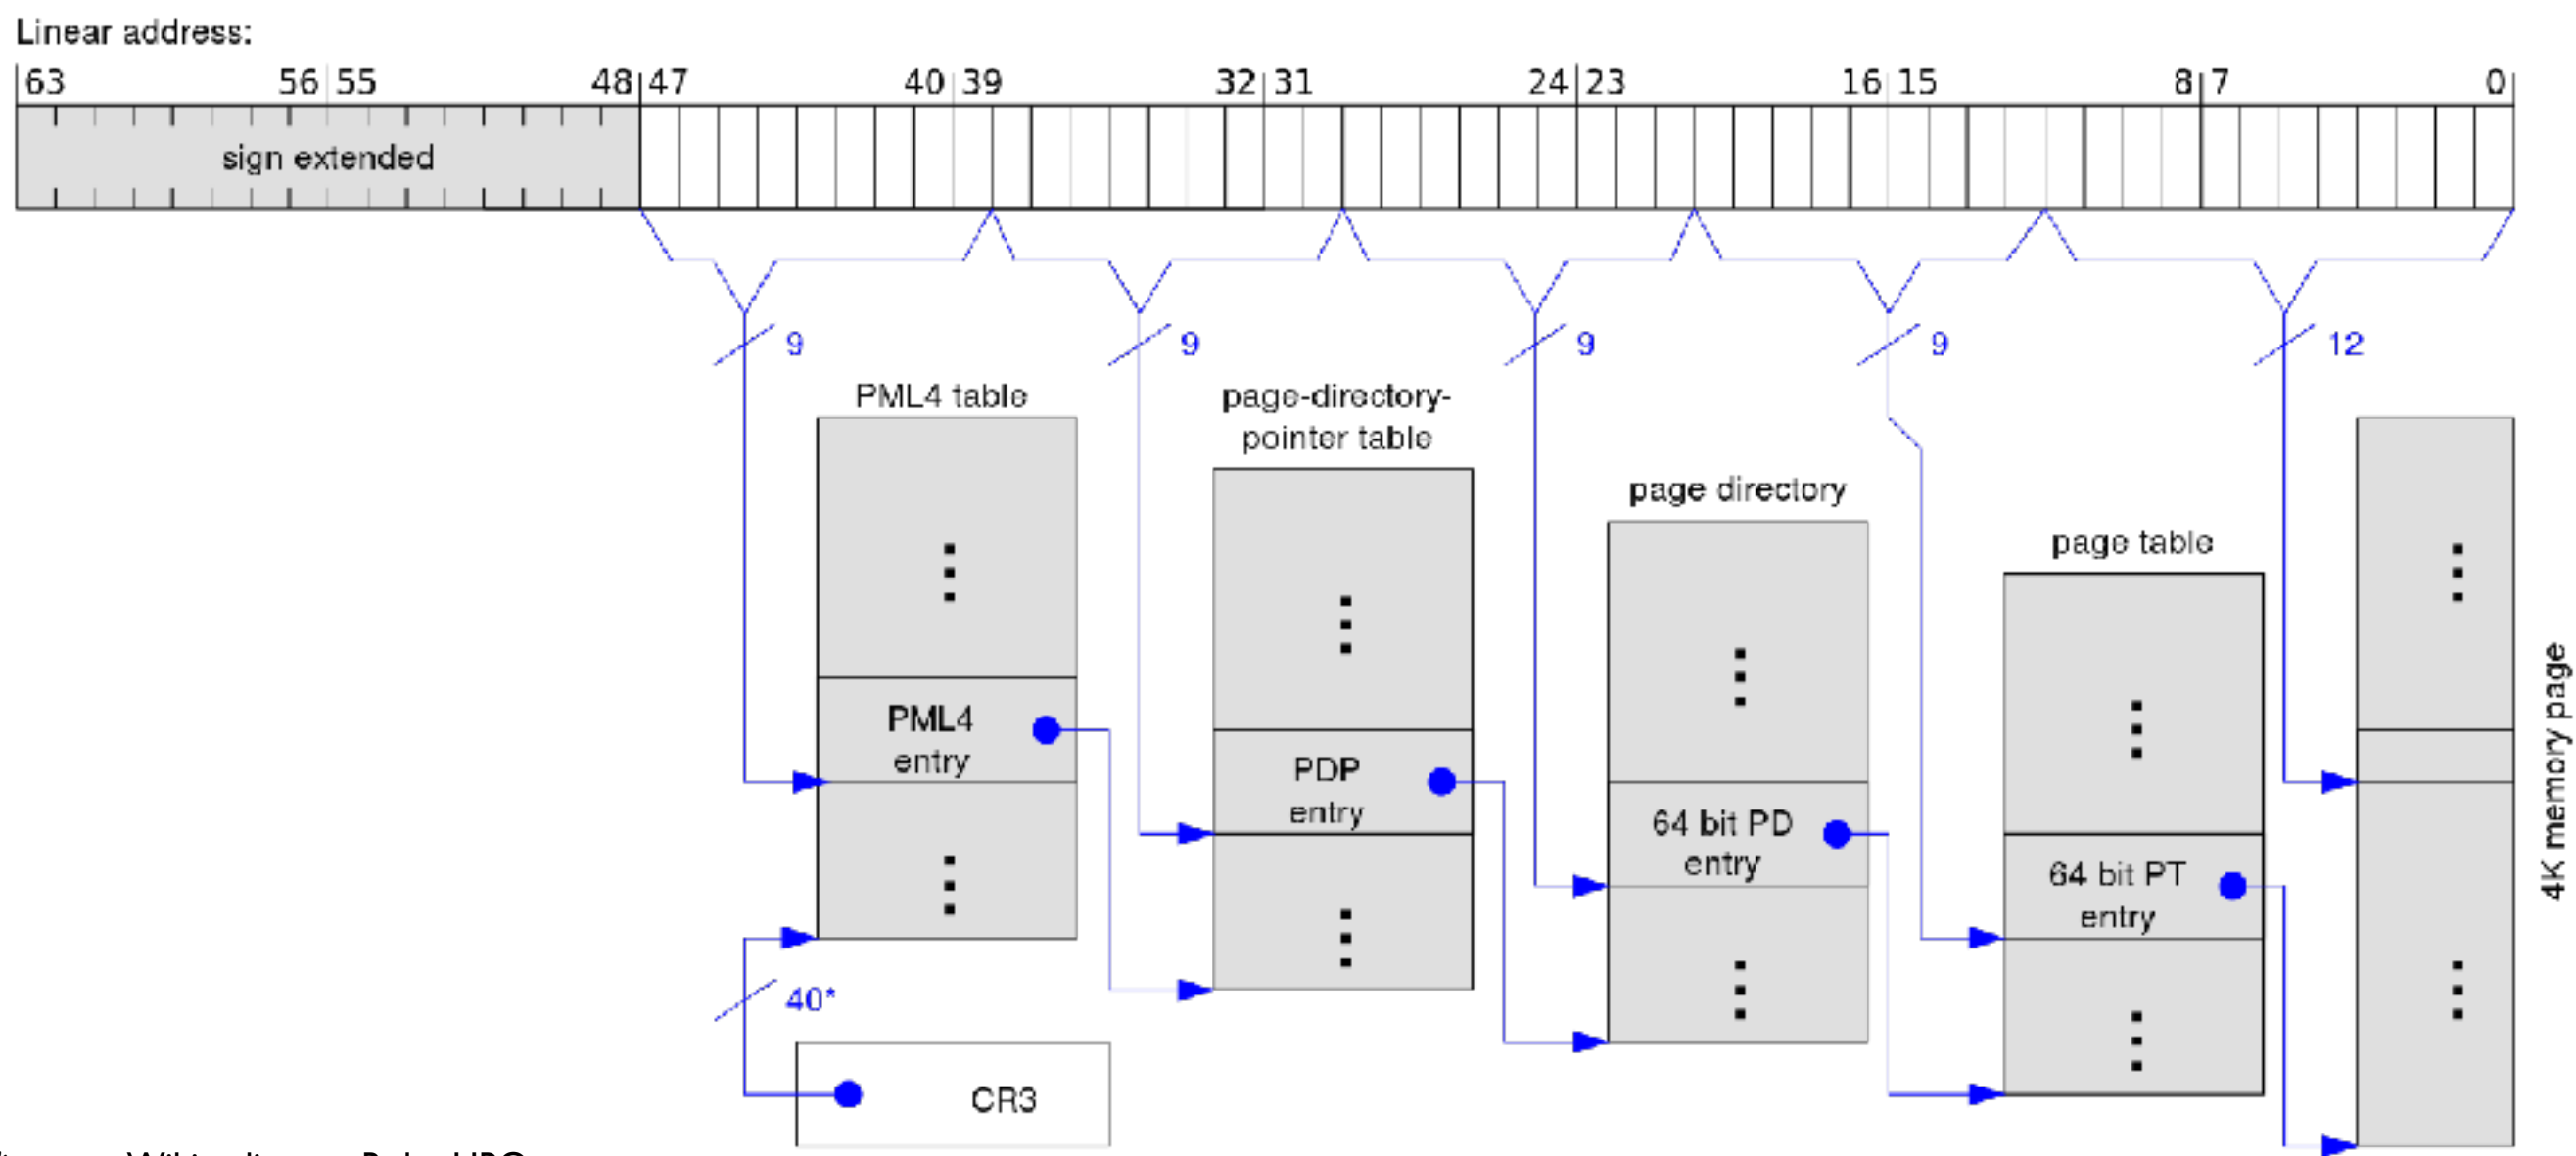 Linear address:
63 56 55 48 47 40 39 32 31 24 23 16 15 8 7 0
sign extended
9 9 9 9 12
PML4 table
page-directory-
pointer table
page directory
page table
PML4
entry
PDP
entry
64 bit PD
entry
64 bit PT
entry
4K memory page
40*
CR3